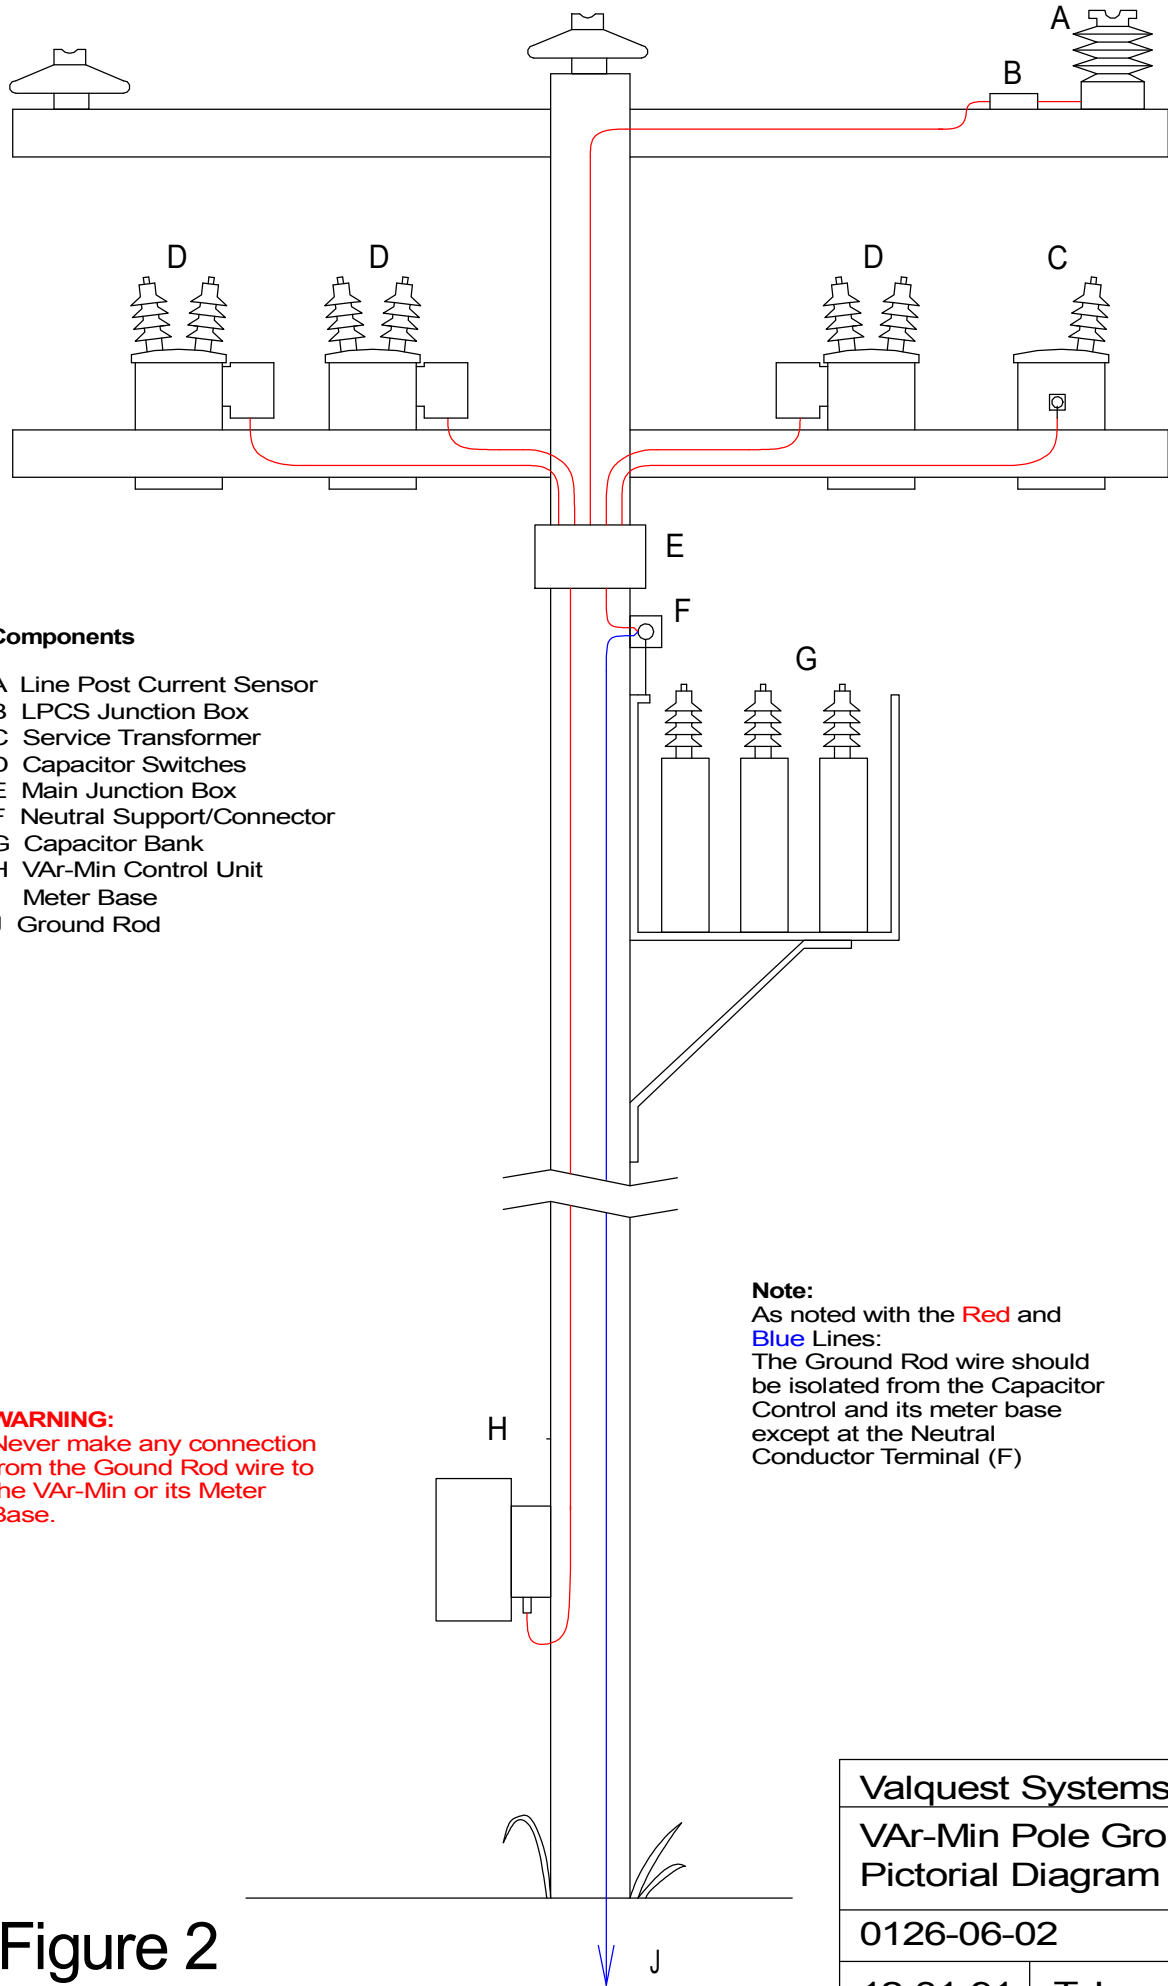 A
B
D
D
D
C
E
F
G
Components
A Line Post Current Sensor
B LPCS Junction Box
C Service Transformer
D Capacitor Switches
E Main Junction Box
F Neutral Support/Connector
G Capacitor Bank
H VAr-Min Control Unit
Meter Base
J Ground Rod
Note:
As noted with the Red and
Blue Lines:
The Ground Rod wire should
be isolated from the Capacitor
Control and its meter base
except at the Neutral
Conductor Terminal (F)
WARNING:
Never make any connection
from the Gound Rod wire to
the VAr-Min or its Meter
Base.
H
Valquest Systems
VAr-Min Pole Gro
Pictorial Diagram
0126-06-02
Figure 2
J